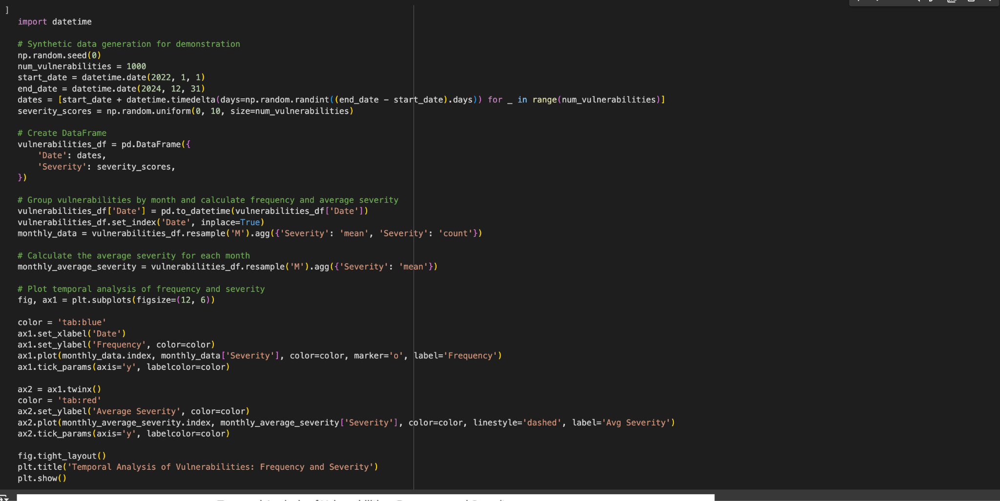 ]
import datetime
# Synthetic data generation for demonstration
np.random.seed(0)
num_vulnerabilities = 1000
start_date = datetime.date(2022, 1, 1)
end_date = datetime.date(2024, 12, 31)
dates = [start_date + datetime.timedelta(days=np.random.randint((end_date - start_date).days)) for _ in range(num_vulnerabilities)]
severity_scores = np.random.uniform(0, 10, size=num_vulnerabilities)
# Create DataFrame
vulnerabilities_df = pd.DataFrame({
    'Date': dates,
    'Severity': severity_scores,
})
# Group vulnerabilities by month and calculate frequency and average severity
vulnerabilities_df['Date'] = pd.to_datetime(vulnerabilities_df['Date'])
vulnerabilities_df.set_index('Date', inplace=True)
monthly_data = vulnerabilities_df.resample('M').agg({'Severity': 'mean', 'Severity': 'count'})
# Calculate the average severity for each month
monthly_average_severity = vulnerabilities_df.resample('M').agg({'Severity': 'mean'})
# Plot temporal analysis of frequency and severity
fig, ax1 = plt.subplots(figsize=(12, 6))
color = 'tab:blue'
ax1.set_xlabel('Date')
ax1.set_ylabel('Frequency', color=color)
ax1.plot(monthly_data.index, monthly_data['Severity'], color=color, marker='o', label='Frequency')
ax1.tick_params(axis='y', labelcolor=color)
ax2 = ax1.twinx()
color = 'tab:red'
ax2.set_ylabel('Average Severity', color=color)
ax2.plot(monthly_average_severity.index, monthly_average_severity['Severity'], color=color, linestyle='dashed', label='Avg Severity')
ax2.tick_params(axis='y', labelcolor=color)
fig.tight_layout()
plt.title('Temporal Analysis of Vulnerabilities: Frequency and Severity')
plt.show()